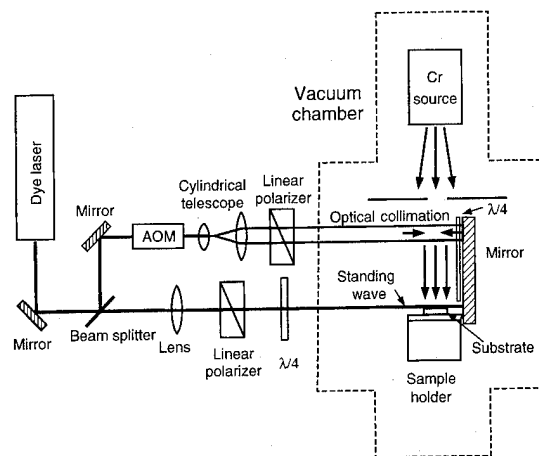 Cr
source
Vacuum
chamber
Dye laser
Cylindrical
telescope
Linear
polarizer
λ/4
Mirror
AOM
Optical collimation
Mirror
Standing
wave
Mirror
Beam splitter
Lens
Linear
polarizer
λ/4
Substrate
Sample
holder